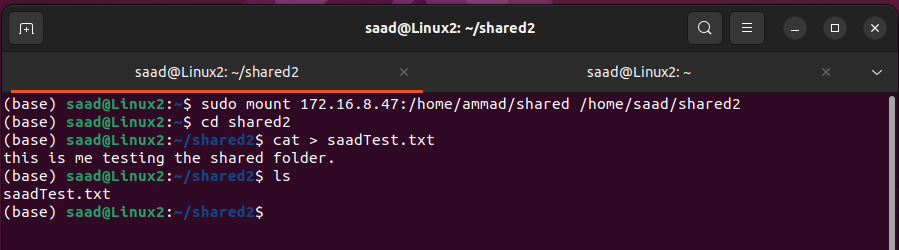 saad@Linux2: ~/shared2
saad@Linux2: ~/shared2
saad@Linux2: ~
(base) saad@Linux2:~$ sudo mount 172.16.8.47:/home/ammad/shared /home/saad/shared2
(base) saad@Linux2:~$ cd shared2
(base) saad@Linux2:~/shared2$ cat > saadTest.txt
this is me testing the shared folder.
(base) saad@Linux2:~/shared2$ ls
saadTest.txt
(base) saad@Linux2:~/shared2$